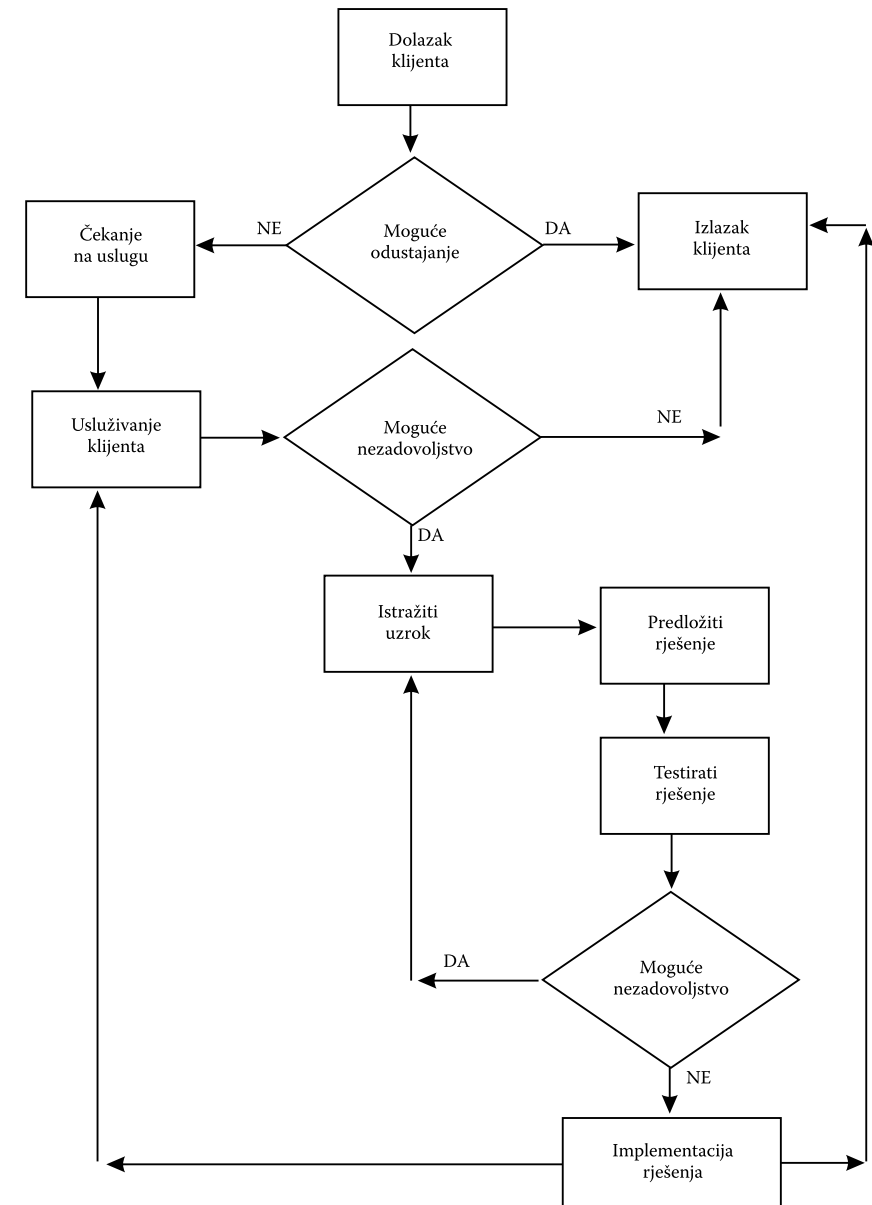 Dolazak
klijenta
Moguće
odustajanje
NE
DA
Čekanje
na uslugu
Izlazak
klijenta
Usluživanje
klijenta
Moguće
nezadovoljstvo
NE
DA
Istražiti
uzrok
Predložiti
rješenje
Testirati
rješenje
Moguće
nezadovoljstvo
DA
NE
Implementacija
rješenja